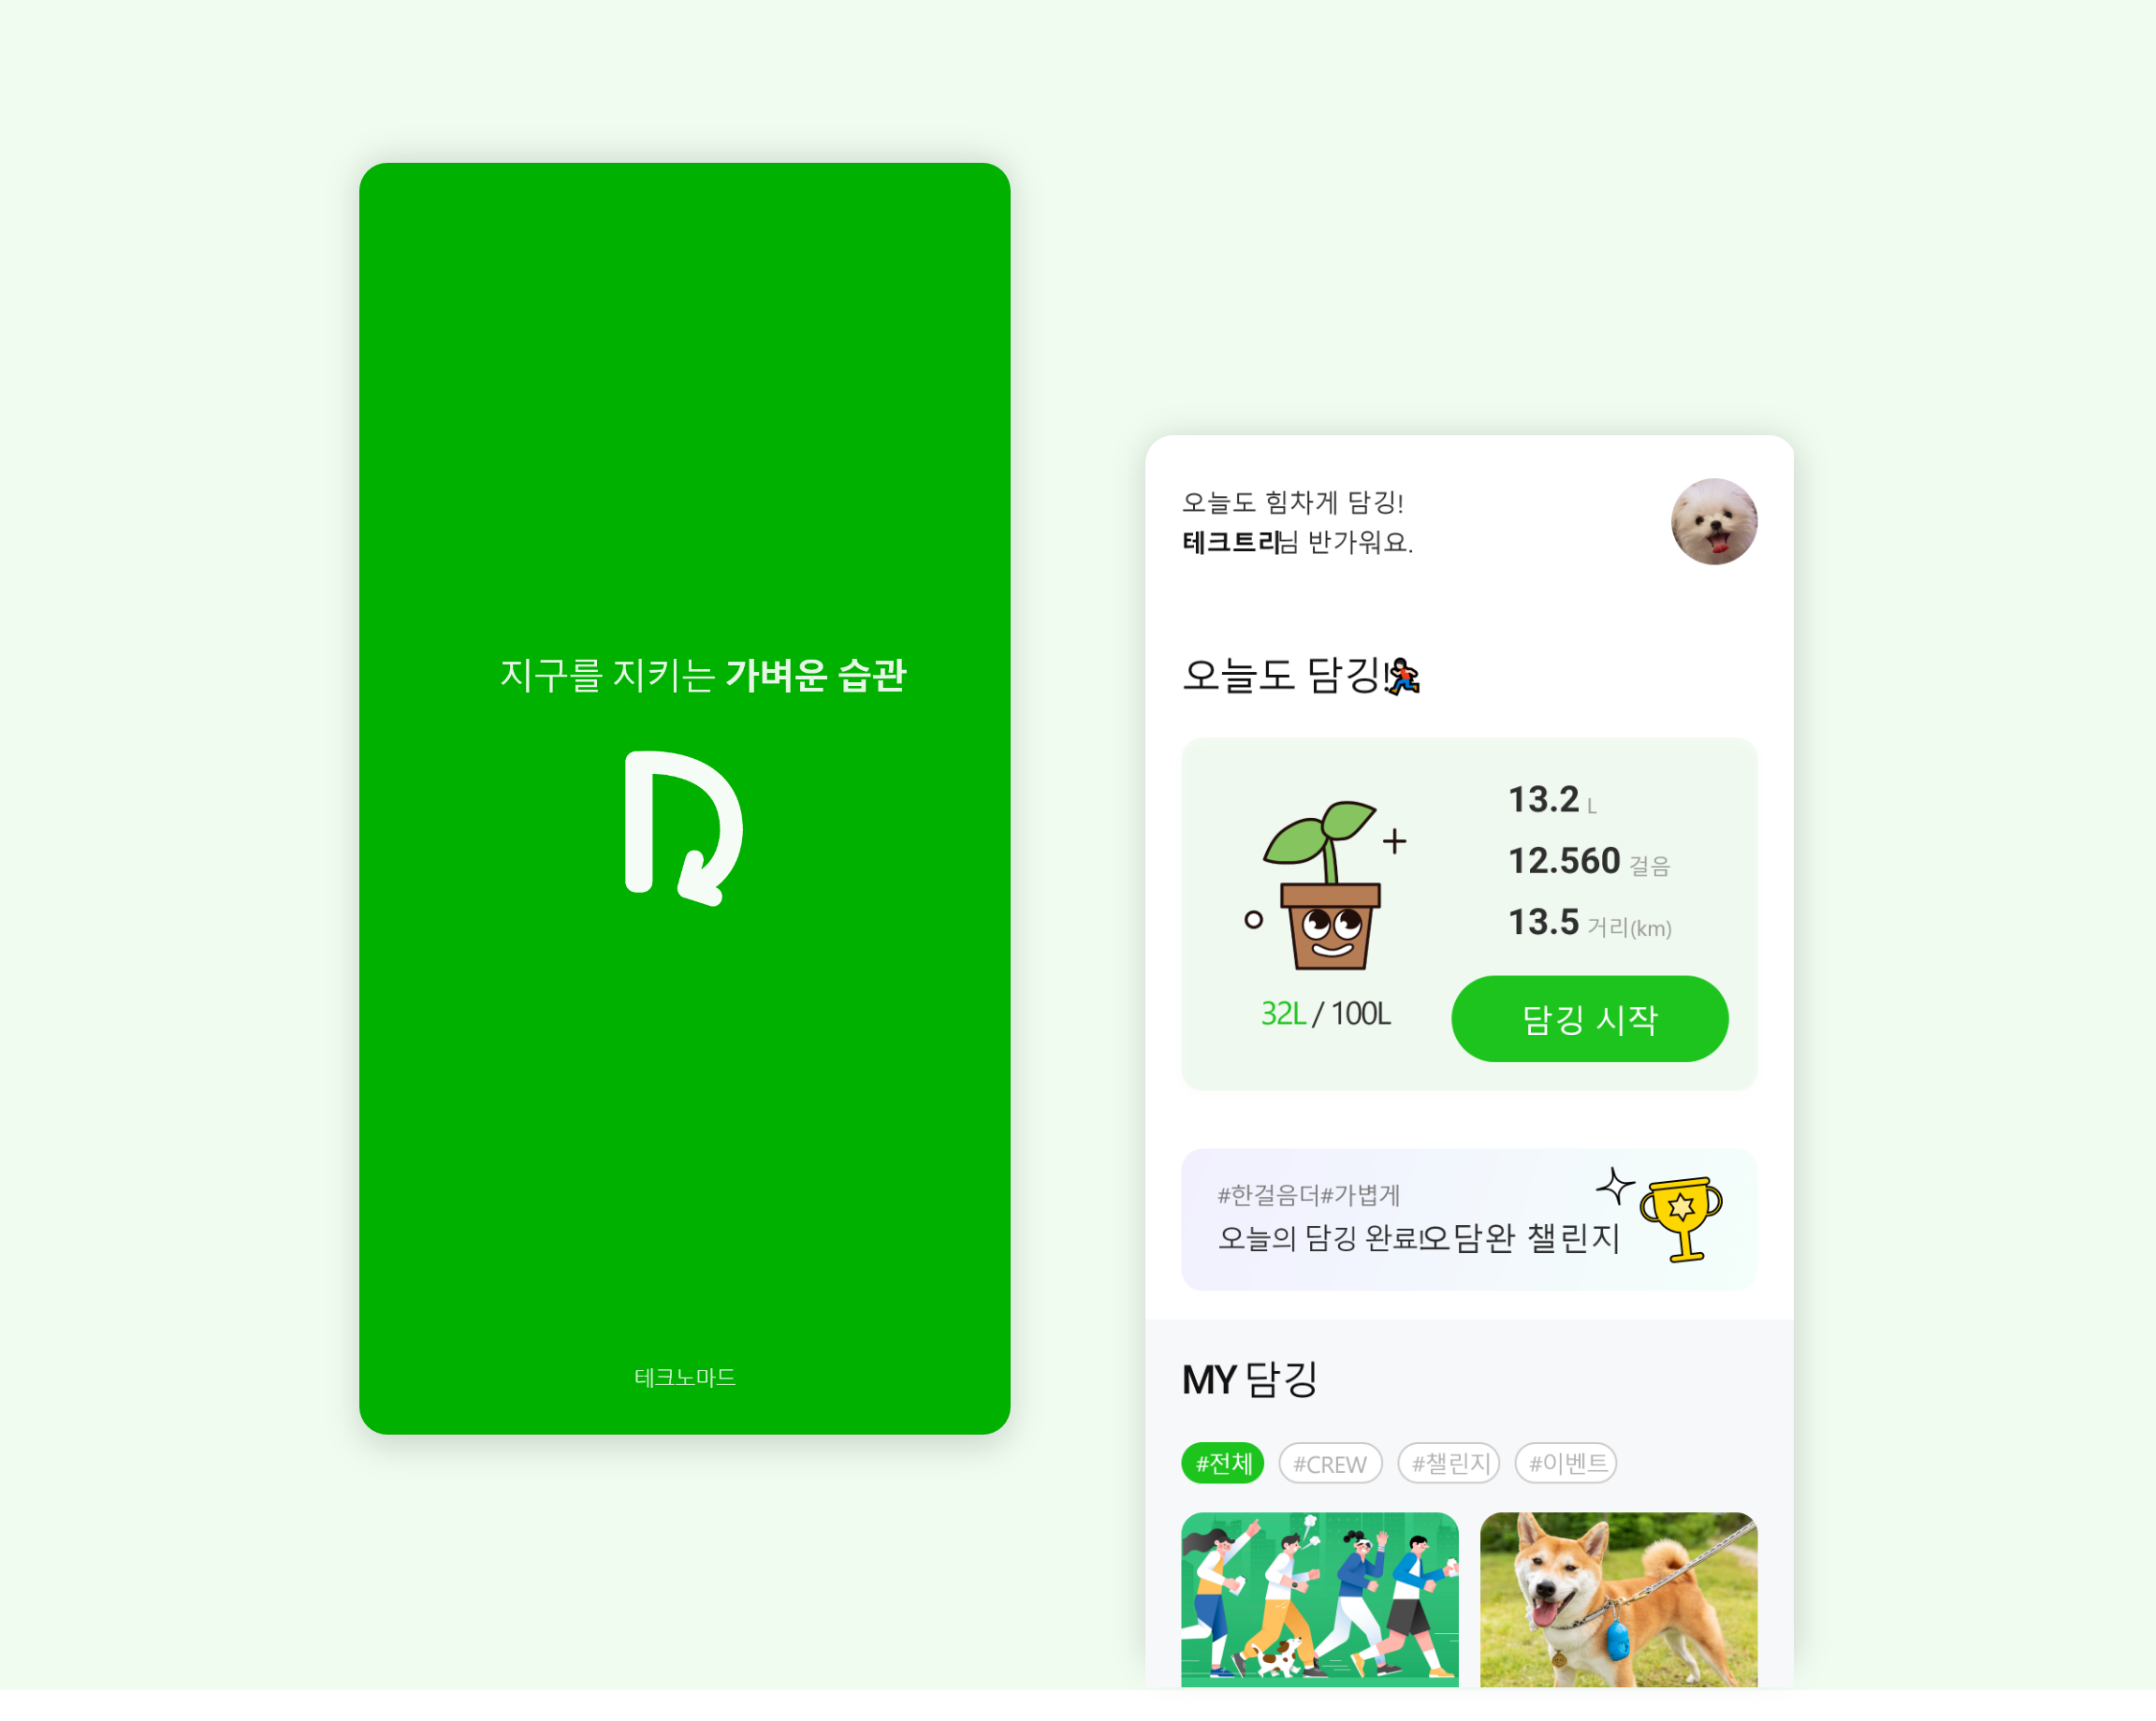 지구를 지키는 가벼운 습관
테크노마드
오늘도 힘차게 담깅!
테크트리님 반가워요.
오늘도 담깅!
13.2 L
12.560 걸음
13.5 거리(km)
32L / 100L
담깅 시작
#한걸음더#가볍게
오늘의 담깅 완료!오담완 챌린지
MY 담깅
#전체 #CREW #챌린지 #이벤트